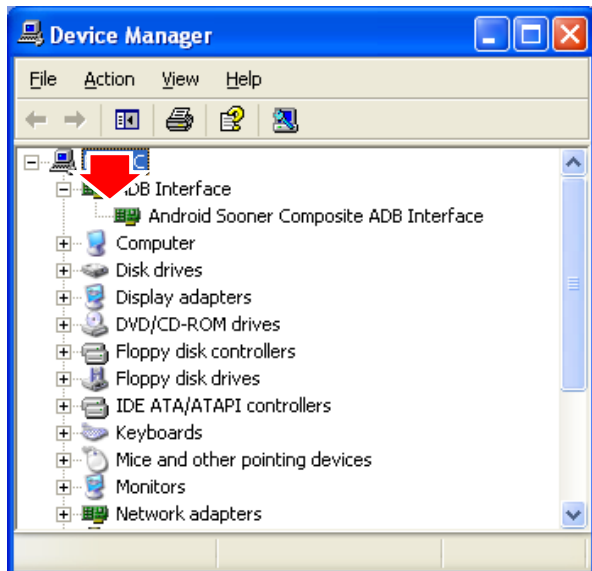 Device Manager
File Action View Help
ADB Interface
Android Sooner Composite ADB Interface
Computer
Disk drives
Display adapters
DVD/CD-ROM drives
Floppy disk controllers
Floppy disk drives
IDE ATA/ATAPI controllers
Keyboards
Mice and other pointing devices
Monitors
Network adapters